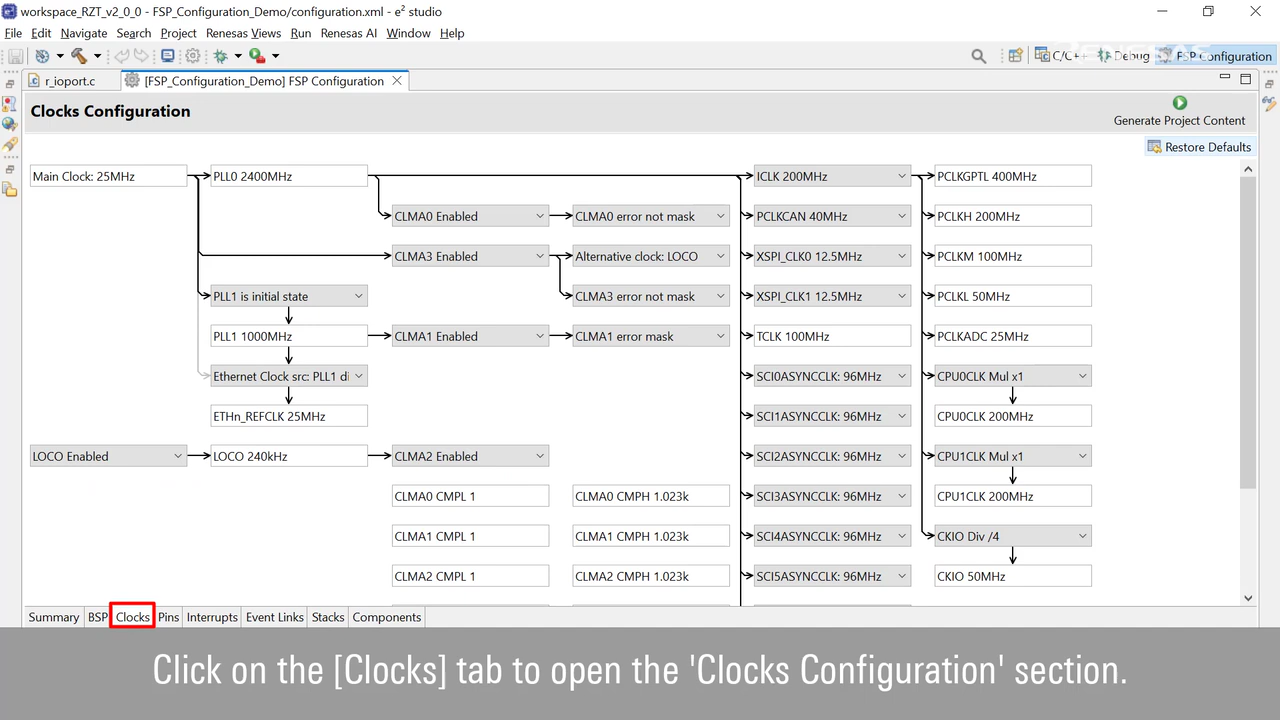 workspace_RZT_v2_0_0 - FSP_Configuration_Demo/configuration.xml - e² studio
File Edit Navigate Search Project Renesas Views Run Renesas AI Window Help
C/C++ Debug FSP Configuration
r_ioport.c [FSP_Configuration_Demo] FSP Configuration
Clocks Configuration
Generate Project Content
Restore Defaults
Main Clock: 25MHz PLL0 2400MHz ICLK 200MHz PCLKGPTL 400MHz
CLMA0 Enabled CLMA0 error not mask PCLKCAN 40MHz PCLKH 200MHz
CLMA3 Enabled Alternative clock: LOCO XSPI_CLK0 12.5MHz PCLKM 100MHz
PLL1 is initial state CLMA3 error not mask XSPI_CLK1 12.5MHz PCLKL 50MHz
PLL1 1000MHz CLMA1 Enabled CLMA1 error mask TCLK 100MHz PCLKADC 25MHz
Ethernet Clock src: PLL1 di SCI0ASYNCCLK: 96MHz CPU0CLK Mul x1
ETHn_REFCLK 25MHz SCI1ASYNCCLK: 96MHz CPU0CLK 200MHz
LOCO Enabled LOCO 240kHz CLMA2 Enabled SCI2ASYNCCLK: 96MHz CPU1CLK Mul x1
CLMA0 CMPL 1 CLMA0 CMPH 1.023k SCI3ASYNCCLK: 96MHz CPU1CLK 200MHz
CLMA1 CMPL 1 CLMA1 CMPH 1.023k SCI4ASYNCCLK: 96MHz CKIO Div /4
CLMA2 CMPL 1 CLMA2 CMPH 1.023k SCI5ASYNCCLK: 96MHz CKIO 50MHz
Summary BSP Clocks Pins Interrupts Event Links Stacks Components
Click on the [Clocks] tab to open the 'Clocks Configuration' section.